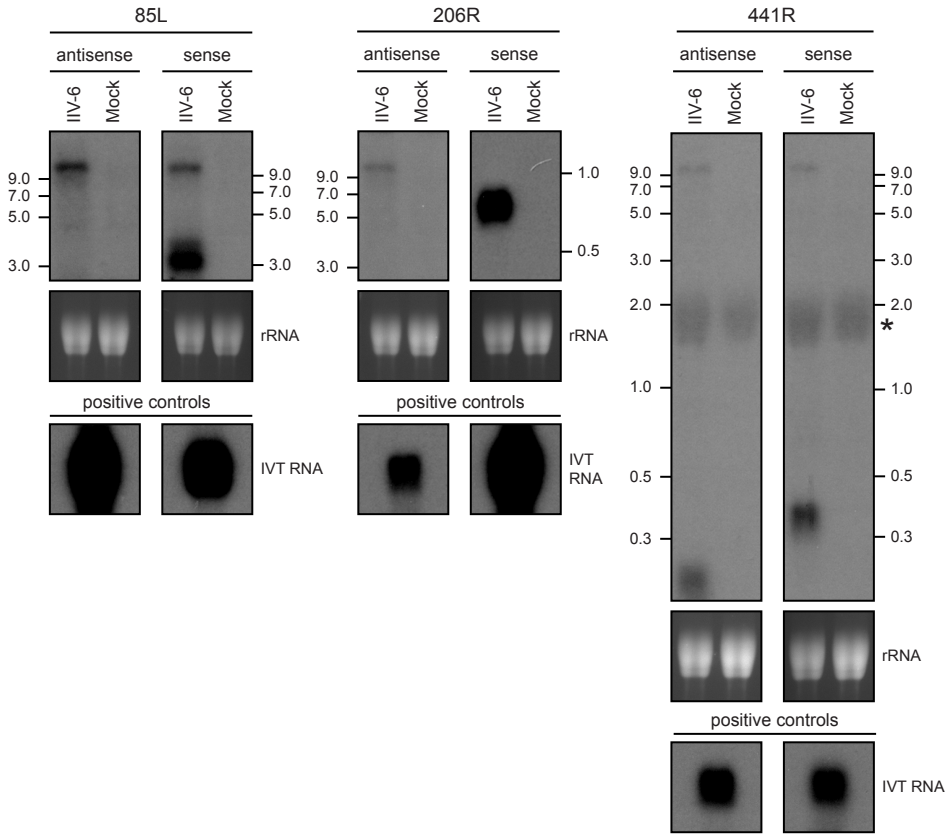 85L
206R
441R
antisense
sense
antisense
sense
antisense
sense
IIV-6
Mock
IIV-6
Mock
IIV-6
Mock
IIV-6
Mock
IIV-6
Mock
IIV-6
Mock
9.0
7.0
5.0
3.0
9.0
7.0
5.0
3.0
9.0
7.0
5.0
3.0
1.0
0.5
9.0
7.0
5.0
3.0
2.0
1.0
0.5
0.3
9.0
7.0
5.0
3.0
2.0
*
1.0
0.5
0.3
rRNA
rRNA
rRNA
positive controls
positive controls
positive controls
IVT RNA
IVT
RNA
IVT RNA